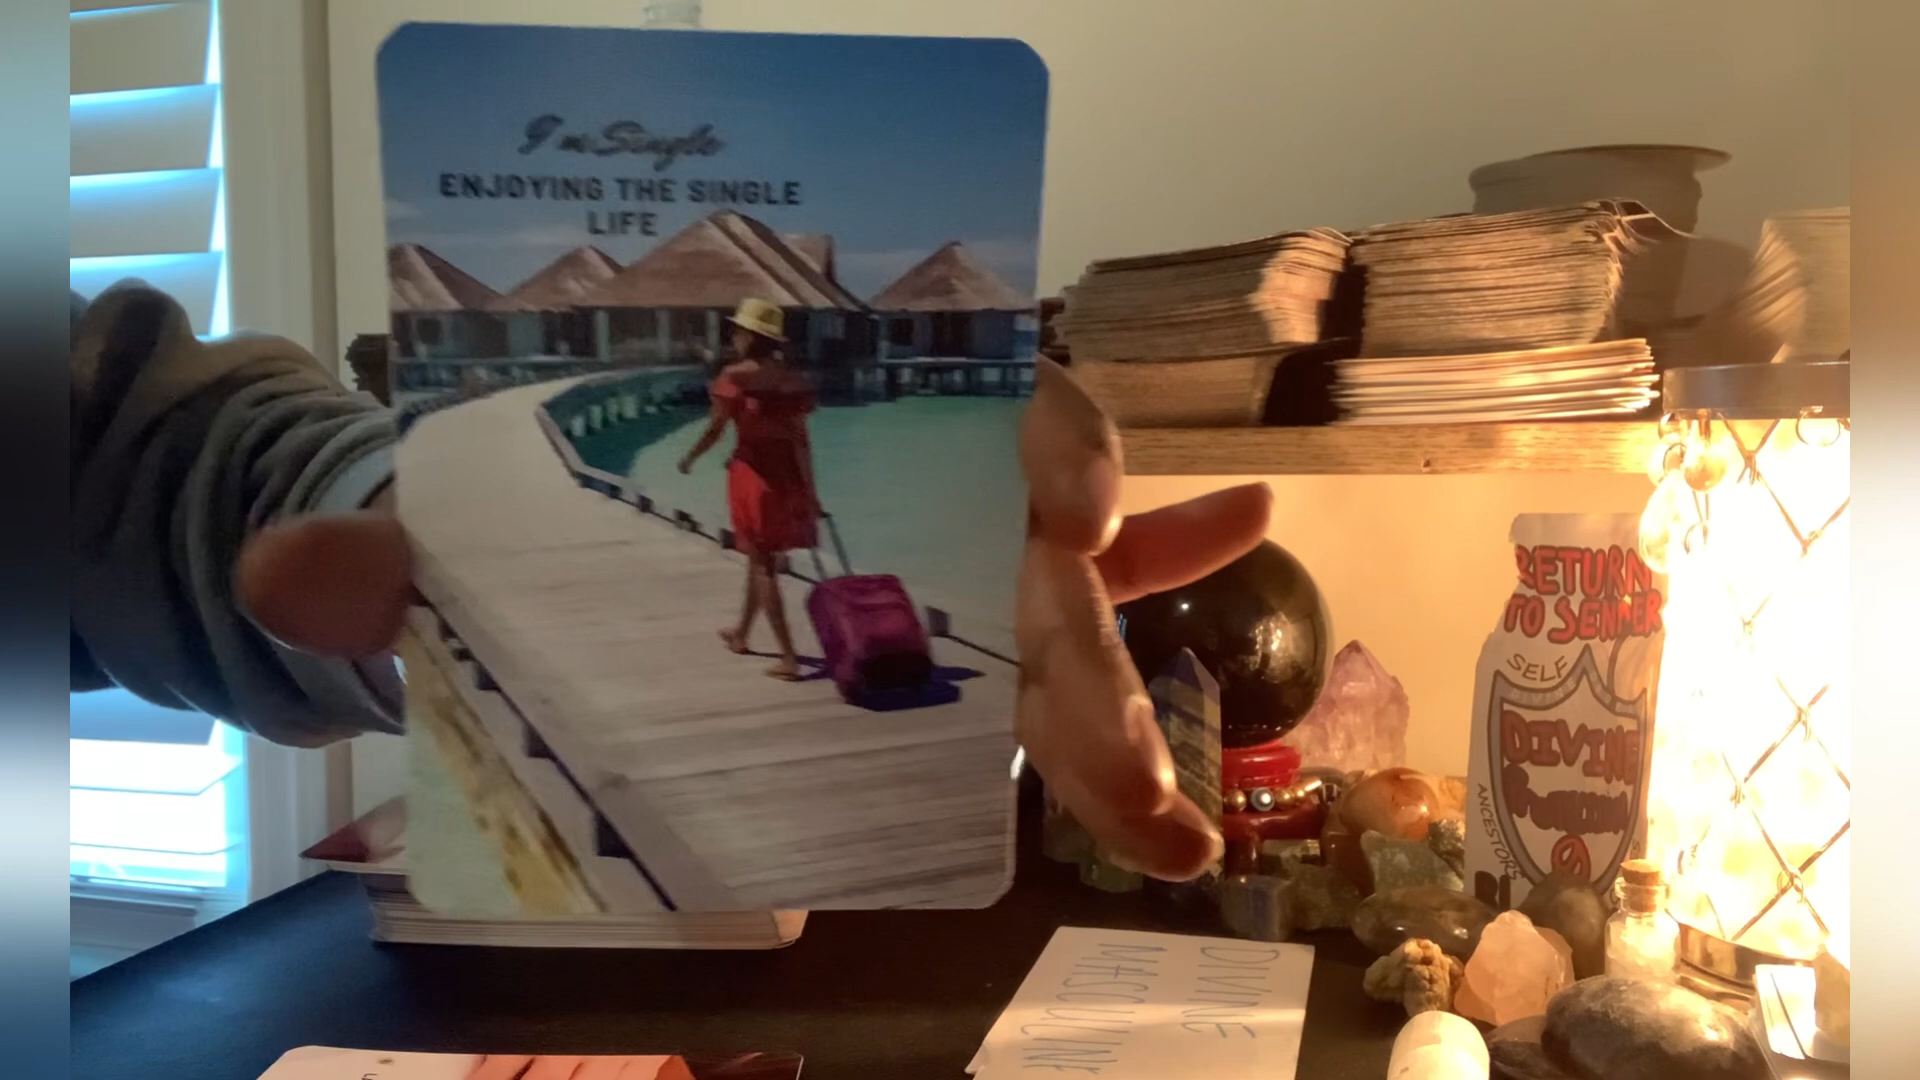 I'm Single
ENJOYING THE SINGLE
LIFE
RETURN
TO SENDER
SELF
DIVINE
ANCESTORS
DIVINE
MASCULINE